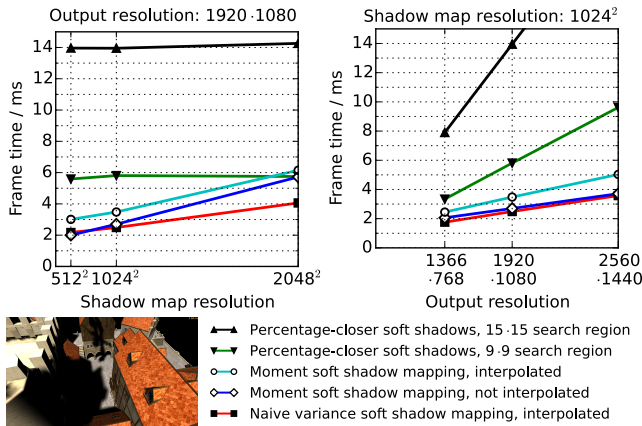 Output resolution: 1920·1080
Shadow map resolution: 1024²
14
12
10
8
6
4
2
0
Frame time / ms
512²
1024²
2048²
Shadow map resolution
14
12
10
8
6
4
2
0
Frame time / ms
1366
·768
1920
·1080
2560
·1440
Output resolution
Percentage-closer soft shadows, 15·15 search region
Percentage-closer soft shadows, 9·9 search region
Moment soft shadow mapping, interpolated
Moment soft shadow mapping, not interpolated
Naive variance soft shadow mapping, interpolated